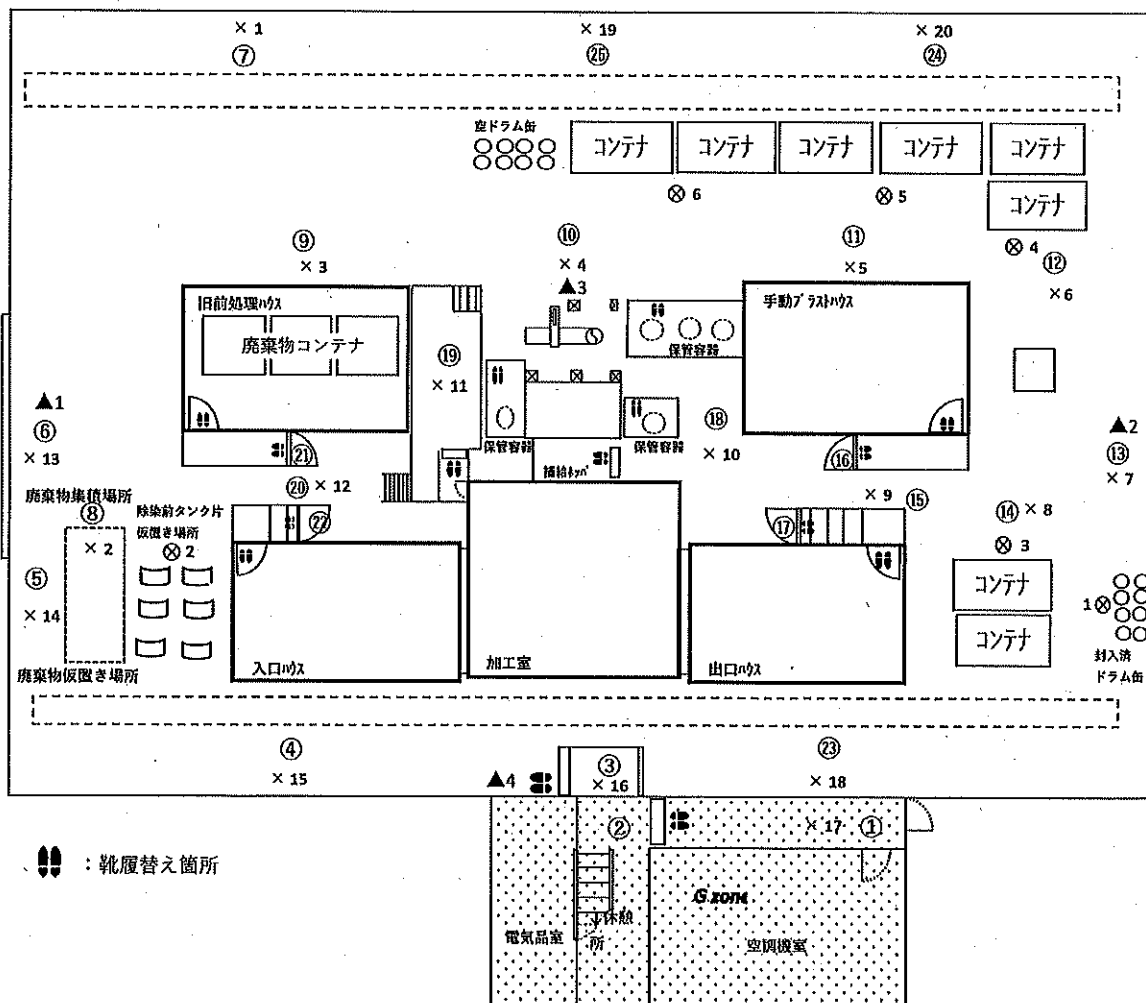 × 1
× 19
× 20
⑦
㉕
㉔
空ドラム缶
コンテナ
コンテナ
コンテナ
コンテナ
コンテナ
コンテナ
⊗ 6
⊗ 5
⊗ 4
⑨
⑩
⑪
⑫
× 3
× 4
× 5
× 6
▲3
旧前処理ハウス
廃棄物コンテナ
手動ブラストハウス
保管容器
⑲
× 11
▲1
⑥
× 13
⑱
× 10
▲2
⑬
× 7
保管容器
保管容器
補給ホッパ
㉑
⑯
⑳ × 12
× 9
⑮
廃棄物集積場所
⑧
× 2
除染前タンク片
仮置き場所
⊗ 2
㉒
⑰
⑭ × 8
⊗ 3
⑤
× 14
コンテナ
コンテナ
1⊗
封入済
ドラム缶
廃棄物仮置き場所
入口ハウス
加工室
出口ハウス
④
× 15
▲4
③
× 16
㉓
× 18
②
× 17
①
：靴履替え箇所
G zone
休憩
所
電気品室
空調機室